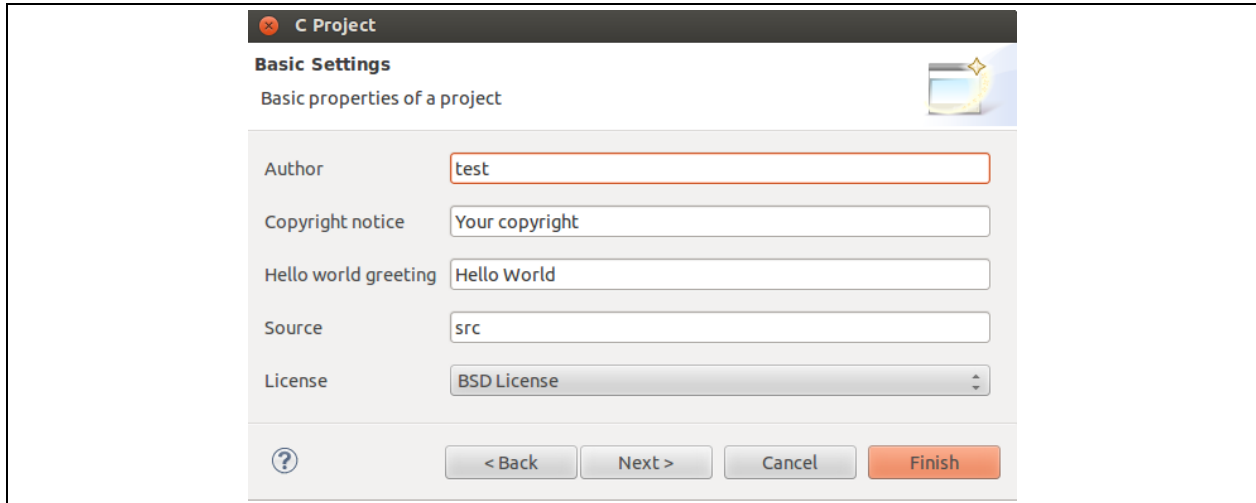 C Project
Basic Settings
Basic properties of a project
Author test
Copyright notice Your copyright
Hello world greeting Hello World
Source src
License BSD License
? < Back Next > Cancel Finish